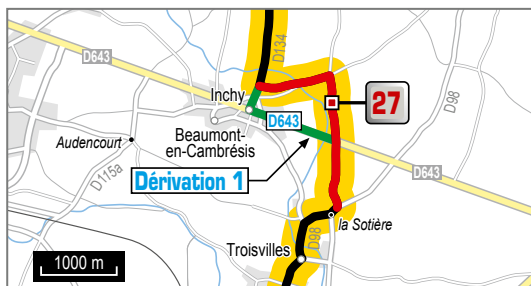 D643
D134
Inchy
27
D98
D643
Beaumont-
en-Cambrésis
Audencourt
D115a
Dérivation 1
D643
la Sotière
D98
Troisvilles
1000 m